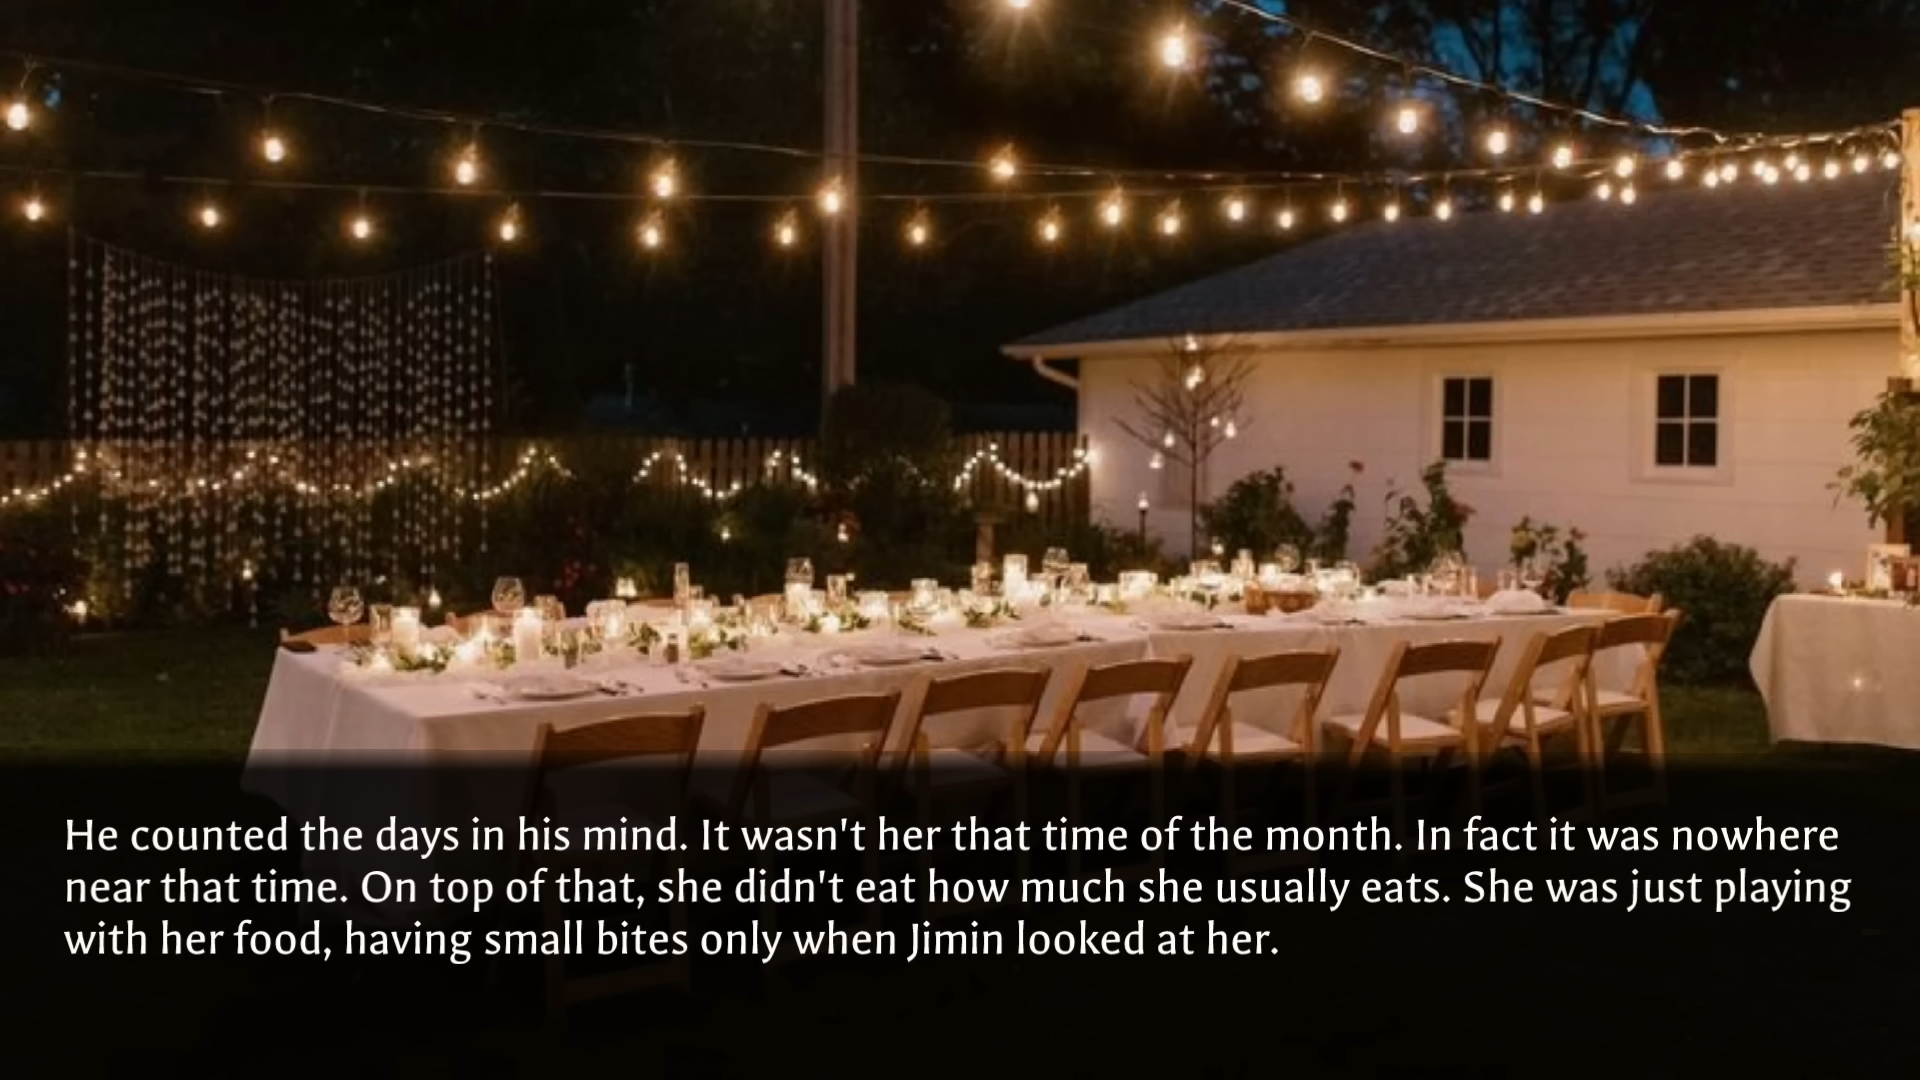 He counted the days in his mind. It wasn't her that time of the month. In fact it was nowhere
near that time. On top of that, she didn't eat how much she usually eats. She was just playing
with her food, having small bites only when Jimin looked at her.